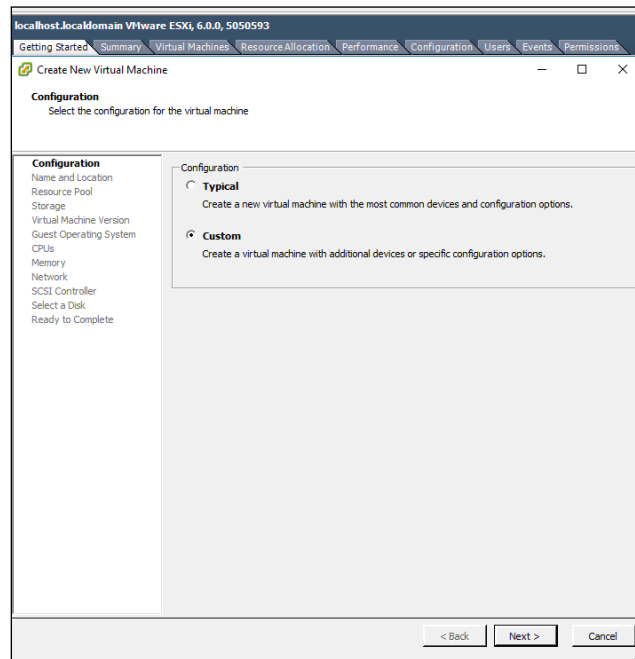 localhost.localdomain VMware ESXi, 6.0.0, 5050593
Getting Started Summary Virtual Machines Resource Allocation Performance Configuration Users Events Permissions
Create New Virtual Machine
Configuration
Select the configuration for the virtual machine
Configuration
Name and Location
Resource Pool
Storage
Virtual Machine Version
Guest Operating System
CPUs
Memory
Network
SCSI Controller
Select a Disk
Ready to Complete
Configuration
Typical
Create a new virtual machine with the most common devices and configuration options.
Custom
Create a virtual machine with additional devices or specific configuration options.
< Back Next > Cancel